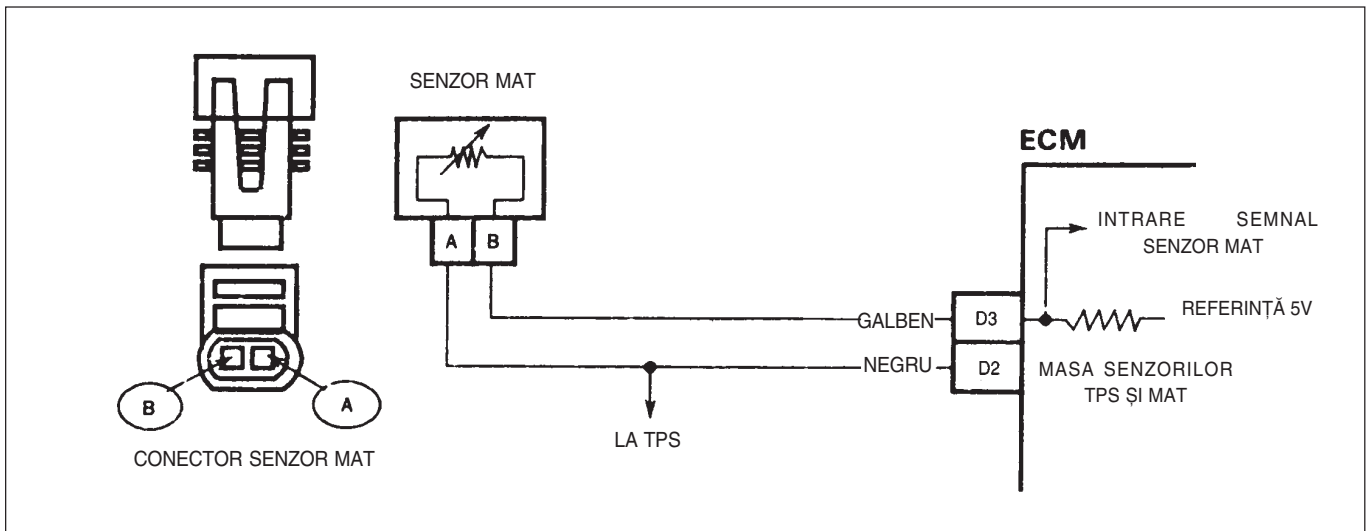 SENZOR MAT
A B
ECM
INTRARE SEMNAL
SENZOR MAT
GALBEN
D3
REFERINȚĂ 5V
NEGRU
D2
MASA SENZORILOR
TPS ȘI MAT
LA TPS
B
A
CONECTOR SENZOR MAT